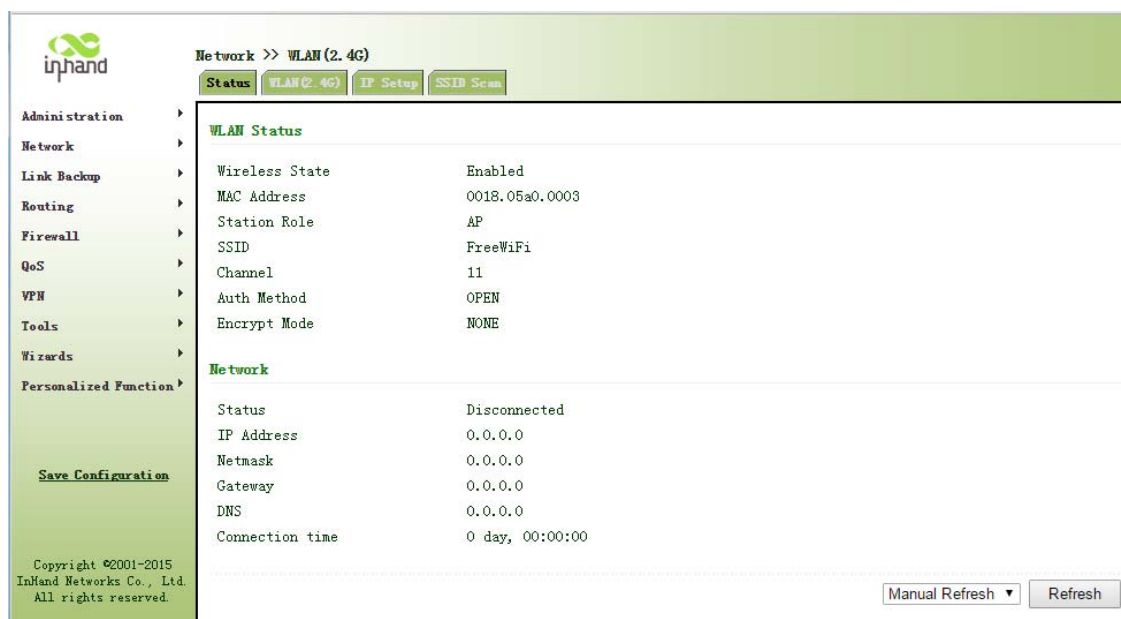 inhand
Network >> WLAN(2.4G)
Status WLAN(2.4G) IP Setup SSID Scan
Administration
Network
Link Backup
Routing
Firewall
QoS
VPN
Tools
Wizards
Personalized Function
Save Configuration
Copyright ©2001-2015
InHand Networks Co., Ltd.
All rights reserved.
WLAN Status
Wireless State Enabled
MAC Address 0018.05a0.0003
Station Role AP
SSID FreeWiFi
Channel 11
Auth Method OPEN
Encrypt Mode NONE
Network
Status Disconnected
IP Address 0.0.0.0
Netmask 0.0.0.0
Gateway 0.0.0.0
DNS 0.0.0.0
Connection time 0 day, 00:00:00
Manual Refresh Refresh